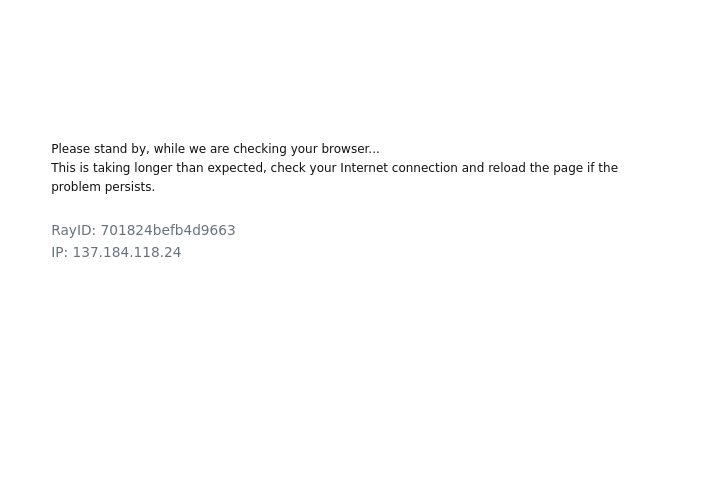 Please stand by, while we are checking your browser...
This is taking longer than expected, check your Internet connection and reload the page if the
problem persists.
RayID: 701824befb4d9663
IP: 137.184.118.24